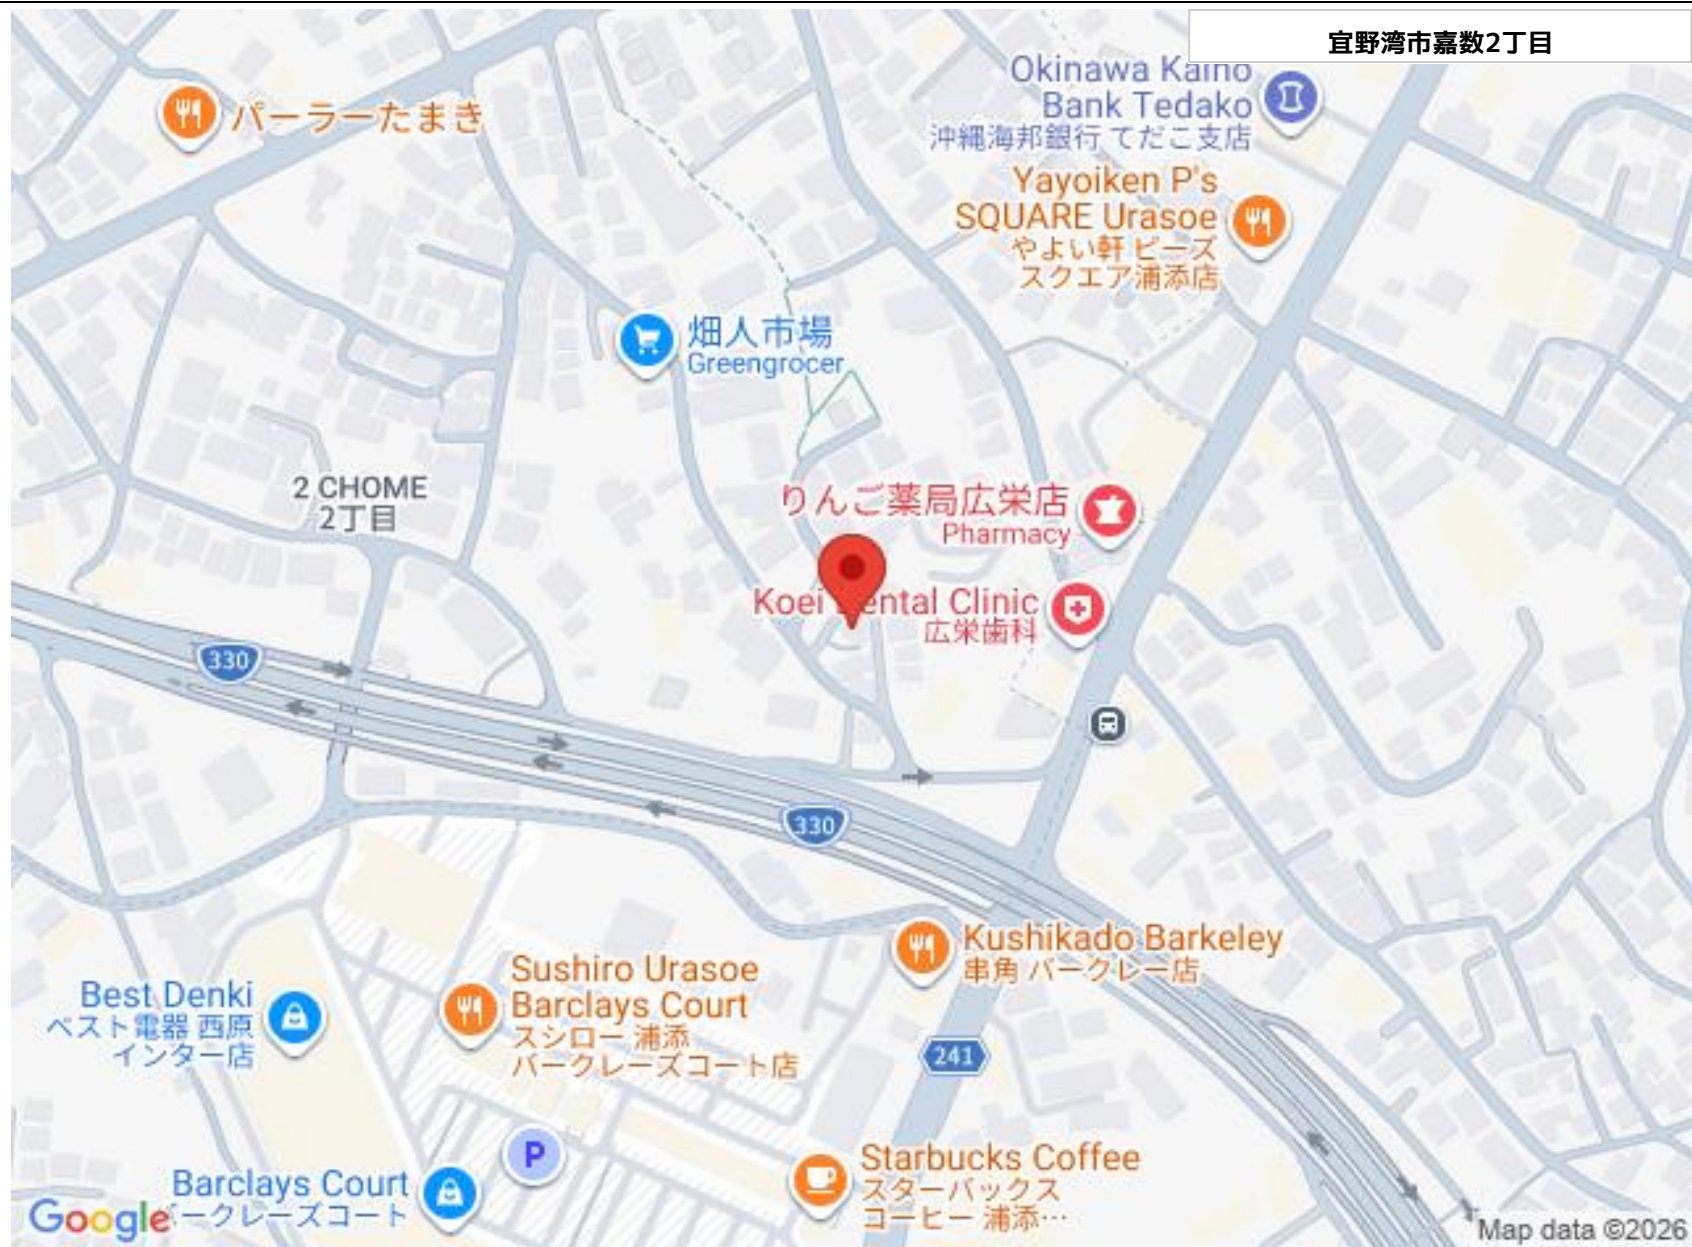 宜野湾市嘉数2丁目
Okinawa Kaiho
Bank Tedako
沖縄海邦銀行 てだこ支店
パーラーたまき
Yayoiken P's
SQUARE Urasoe
やよい軒 ピーズ
スクエア浦添店
畑人市場
Greengrocer
2 CHOME
2丁目
りんご薬局広栄店
Pharmacy
Koei Dental Clinic
広栄歯科
330
330
Kushikado Barkeley
串角 バークレー店
Sushiro Urasoe
Barclays Court
スシロー 浦添
バークレーズコート店
Best Denki
ベスト電器 西原
インター店
241
P
Starbucks Coffee
スターバックス
コーヒー 浦添…
Barclays Court
ークレーズコート
Google
Map data ©2026